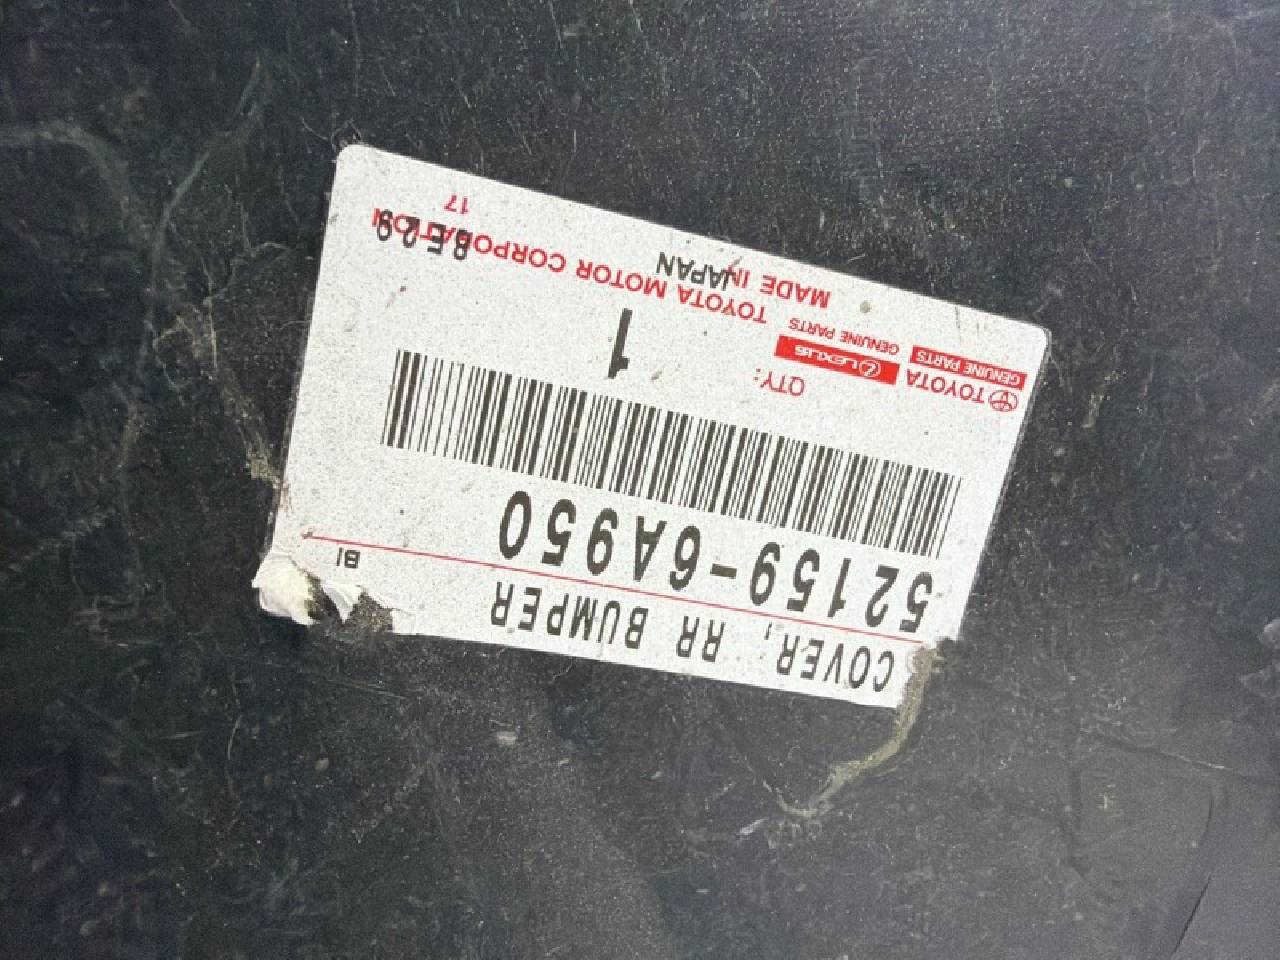 COVER, RR BUMPER
BI
52159-6A950
TOYOTA
GENUINE PARTS
LEXUS
GENUINE PARTS
QTY:
1
MADE IN JAPAN
TOYOTA MOTOR CORPORATION
8E29
17